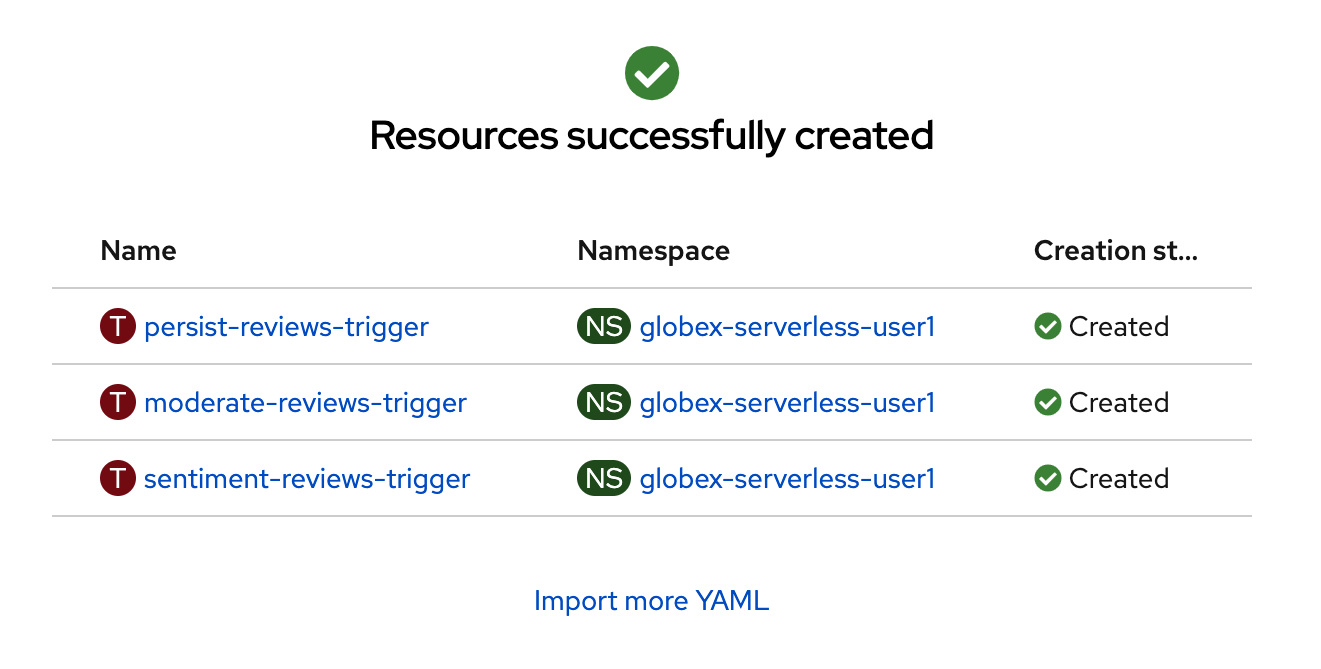 Resources successfully created
Name Namespace Creation st...
T persist-reviews-trigger NS globex-serverless-user1 Created
T moderate-reviews-trigger NS globex-serverless-user1 Created
T sentiment-reviews-trigger NS globex-serverless-user1 Created
Import more YAML